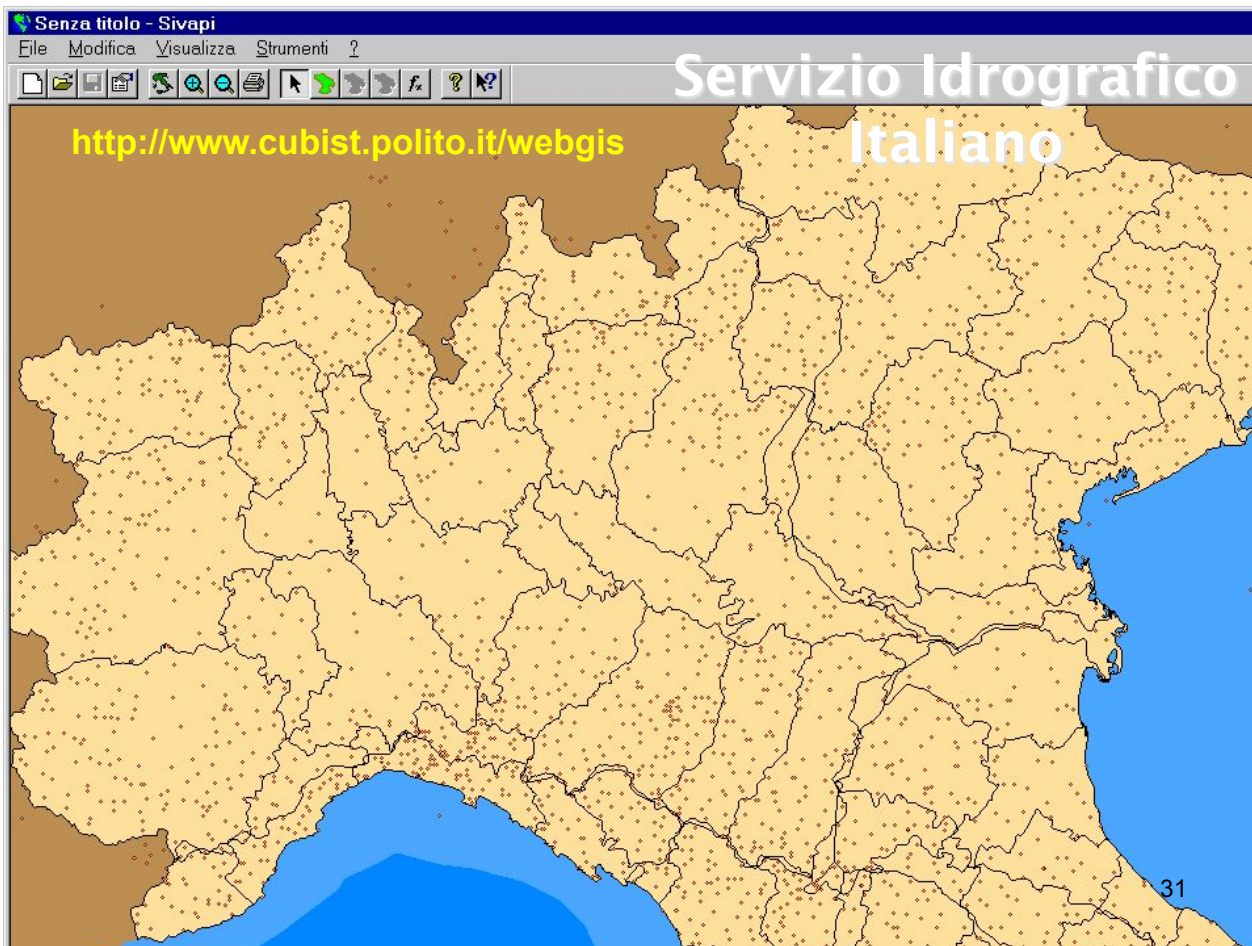 Senza titolo - Sivapi
File Modifica Visualizza Strumenti ?
Servizio Idrografico
Italiano
http://www.cubist.polito.it/webgis
31